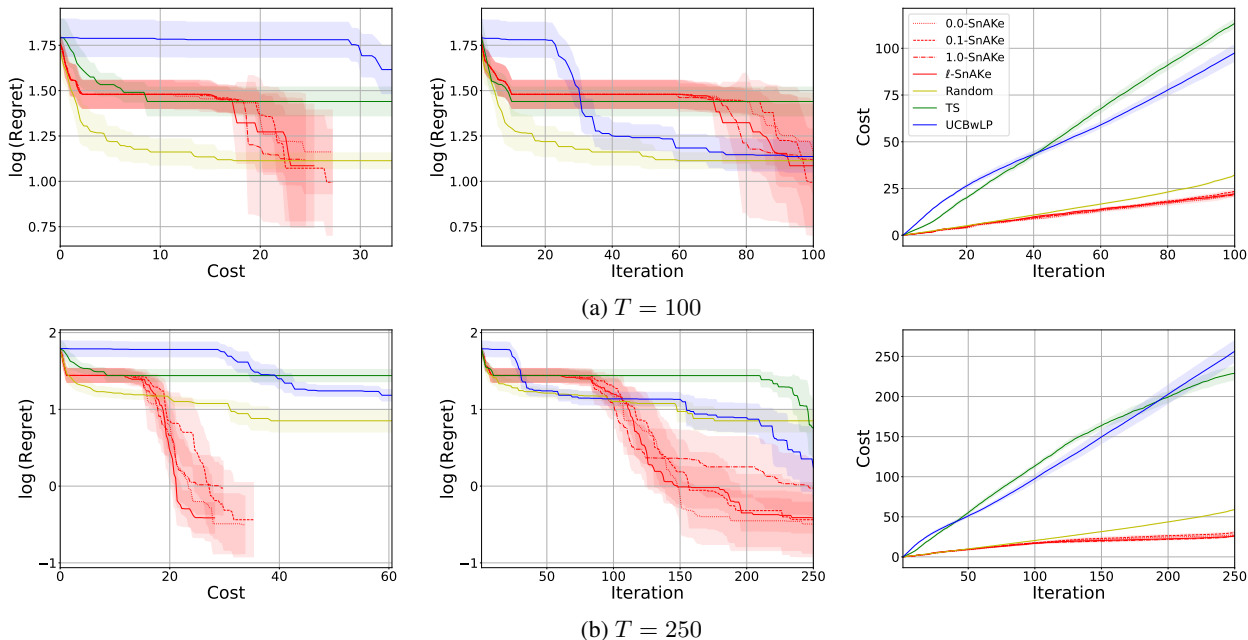 log (Regret)
1.75
1.50
1.25
1.00
0.75
0
10
20
30
Cost
log (Regret)
1.75
1.50
1.25
1.00
0.75
20
40
60
80
100
Iteration
Cost
100
75
50
25
0
20
40
60
80
100
Iteration
0.0-SnAKe
0.1-SnAKe
1.0-SnAKe
ℓ-SnAKe
Random
TS
UCBwLP
(a) T = 100
log (Regret)
2
1
0
−1
0
20
40
60
Cost
log (Regret)
2
1
0
−1
50
100
150
200
250
Iteration
Cost
250
200
150
100
50
0
50
100
150
200
250
Iteration
(b) T = 250